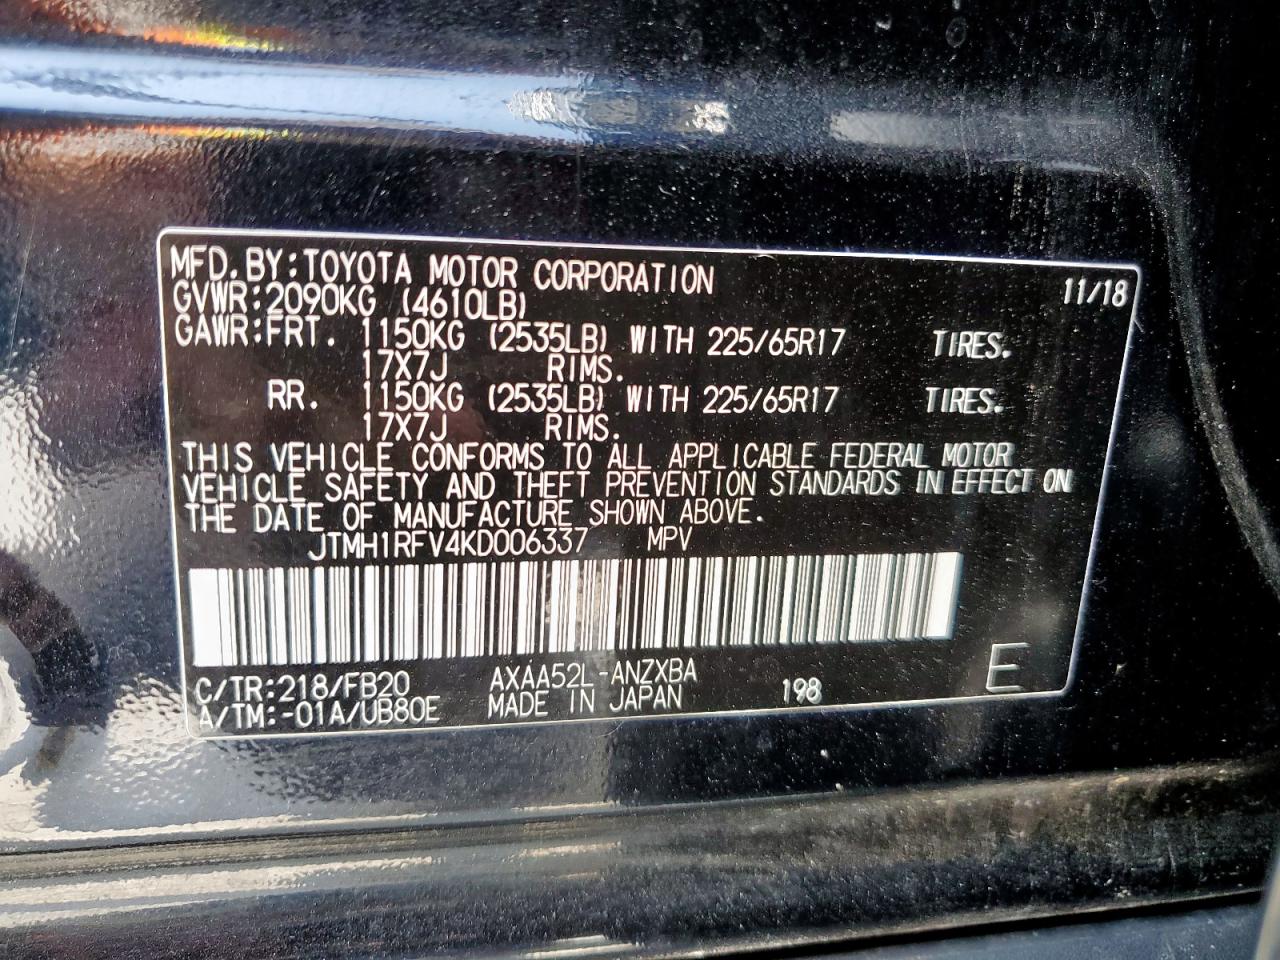 MFD. BY: TOYOTA MOTOR CORPORATION 11/18
GVWR: 2090KG (4610LB)
GAWR: FRT. 1150KG (2535LB) WITH 225/65R17 TIRES.
17X7J RIMS.
RR. 1150KG (2535LB) WITH 225/65R17 TIRES.
17X7J RIMS.
THIS VEHICLE CONFORMS TO ALL APPLICABLE FEDERAL MOTOR
VEHICLE SAFETY AND THEFT PREVENTION STANDARDS IN EFFECT ON
THE DATE OF MANUFACTURE SHOWN ABOVE.
JTMH1RFV4KD006337 MPV
C/TR: 218/FB20 AXAA52L-ANZXBA
A/TM: -01A/UB80E MADE IN JAPAN 198 E